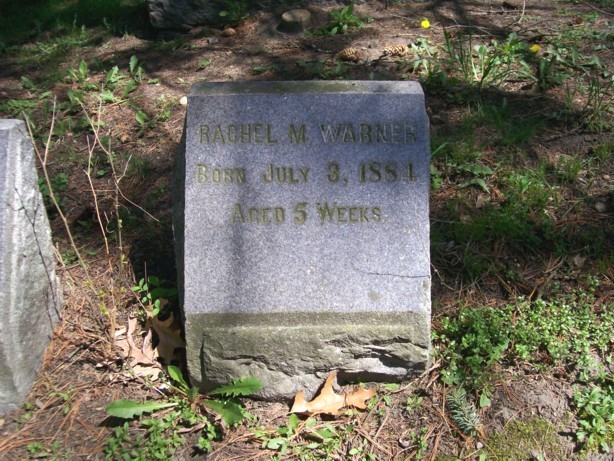 RACHEL M. WARNER
BORN JULY 3, 1884.
AGED 5 WEEKS.